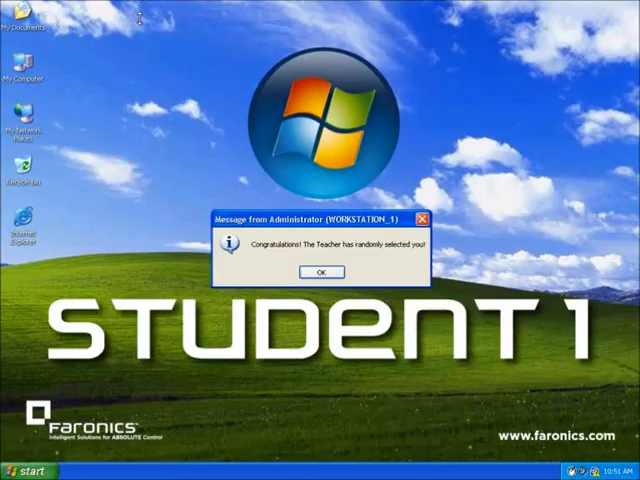 My Documents
My Computer
My Network
Places
Recycle Bin
Internet
Explorer
Message from Administrator (WORKSTATION_1)
Congratulations! The Teacher has randomly selected you!
OK
STUDENT 1
FARONICS™
Intelligent Solutions for ABSOLUTE Control
www.faronics.com
start
10:51 AM